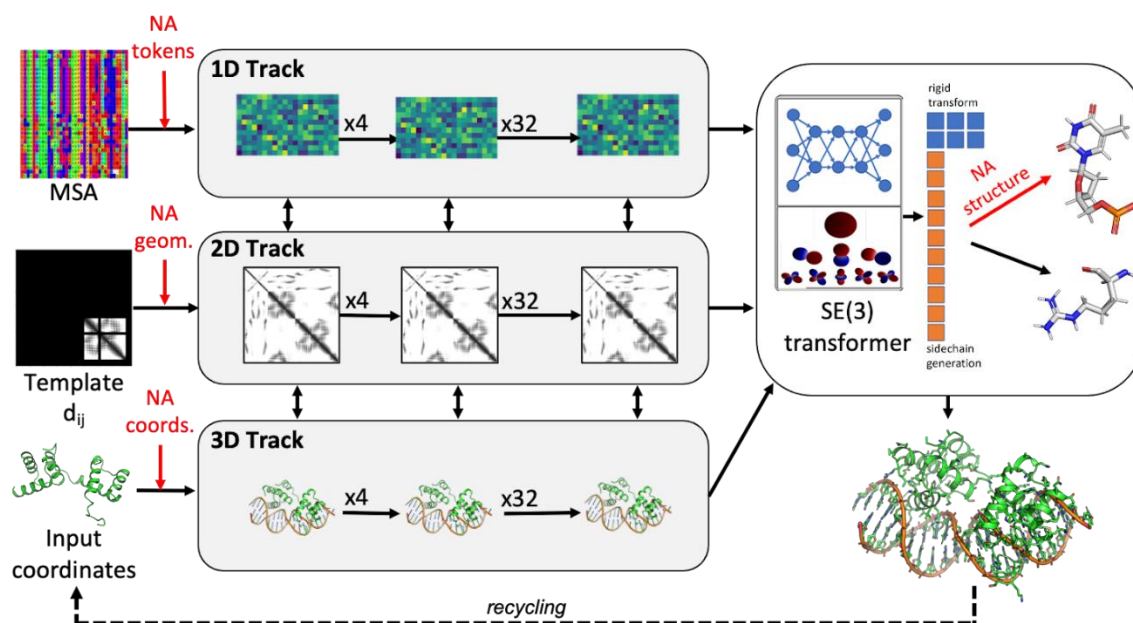 NA
tokens
MSA
1D Track
x4
x32
NA
geom.
Template
d_ij
2D Track
x4
x32
NA
coords.
Input
coordinates
3D Track
x4
x32
SE(3)
transformer
rigid
transform
sidechain
generation
NA
structure
recycling